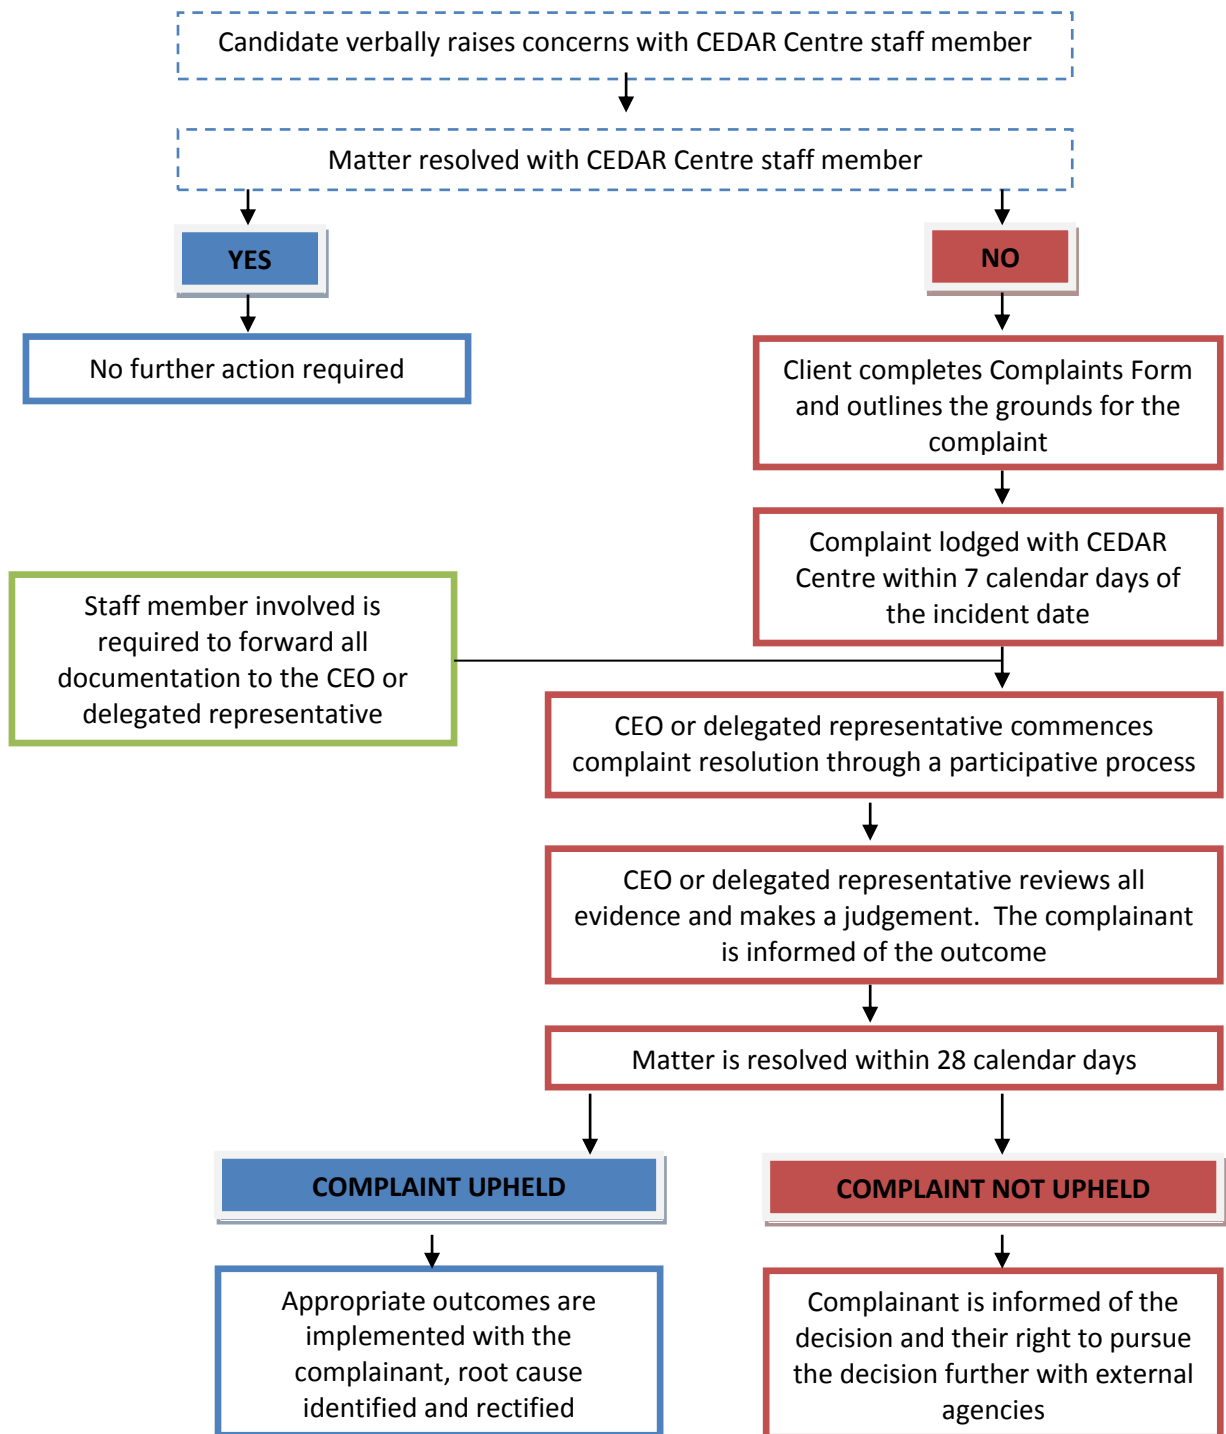 Candidate verbally raises concerns with CEDAR Centre staff member
Matter resolved with CEDAR Centre staff member
YES
NO
No further action required
Client completes Complaints Form
and outlines the grounds for the
complaint
Complaint lodged with CEDAR
Centre within 7 calendar days of
the incident date
Staff member involved is
required to forward all
documentation to the CEO or
delegated representative
CEO or delegated representative commences
complaint resolution through a participative process
CEO or delegated representative reviews all
evidence and makes a judgement.  The complainant
is informed of the outcome
Matter is resolved within 28 calendar days
COMPLAINT UPHELD
COMPLAINT NOT UPHELD
Appropriate outcomes are
implemented with the
complainant, root cause
identified and rectified
Complainant is informed of the
decision and their right to pursue
the decision further with external
agencies